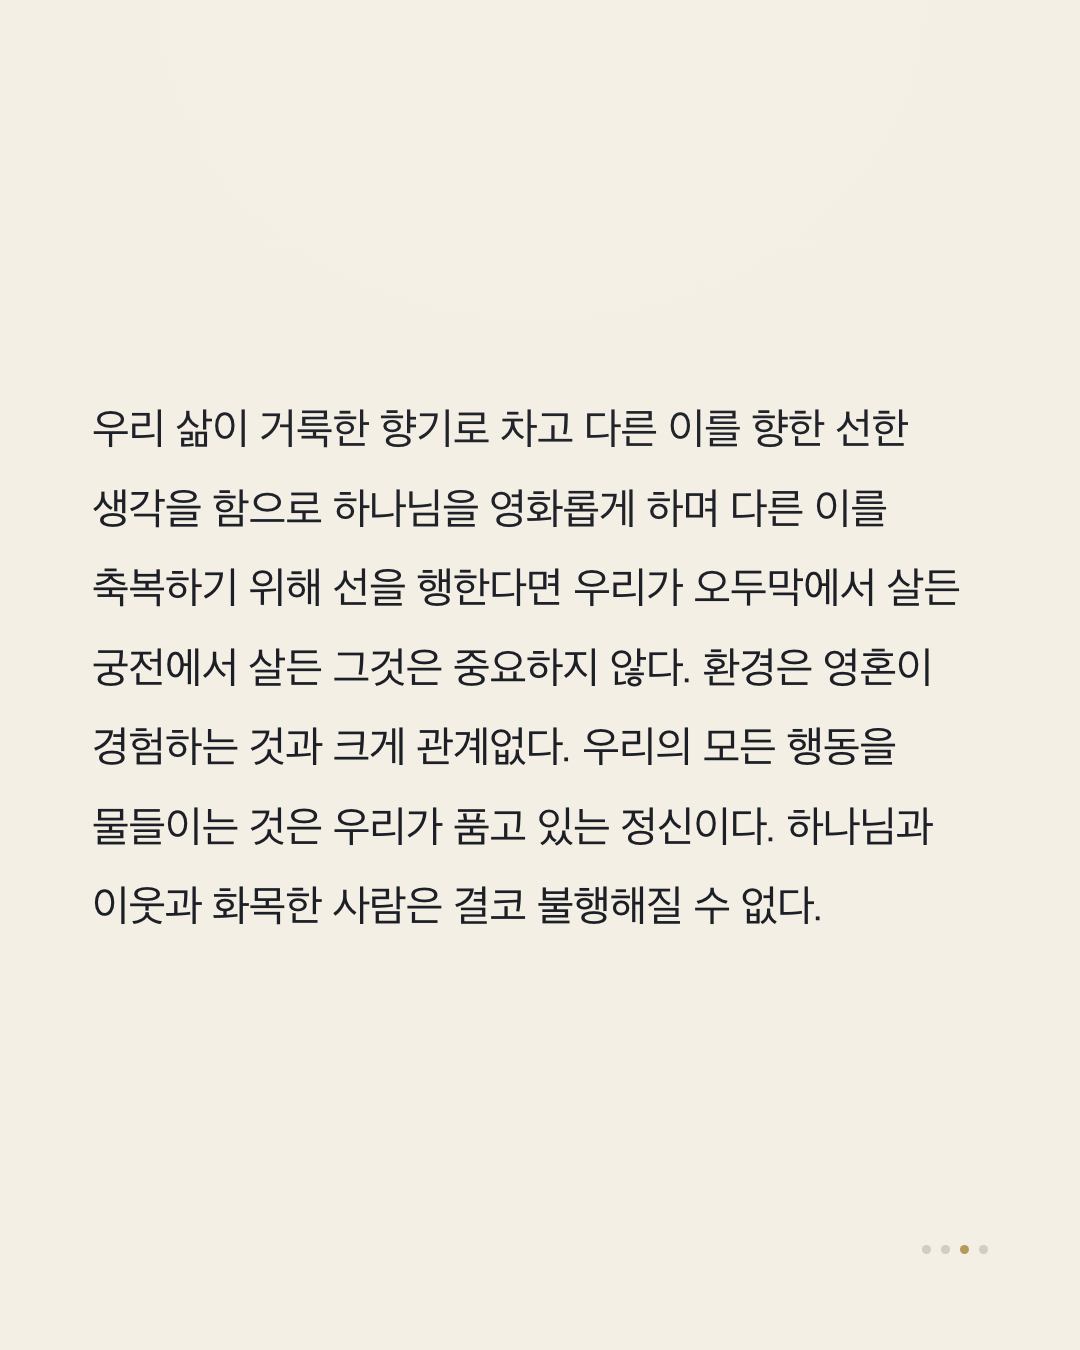 우리 삶이 거룩한 향기로 차고 다른 이를 향한 선한
생각을 함으로 하나님을 영화롭게 하며 다른 이를
축복하기 위해 선을 행한다면 우리가 오두막에서 살든
궁전에서 살든 그것은 중요하지 않다. 환경은 영혼이
경험하는 것과 크게 관계없다. 우리의 모든 행동을
물들이는 것은 우리가 품고 있는 정신이다. 하나님과
이웃과 화목한 사람은 결코 불행해질 수 없다.